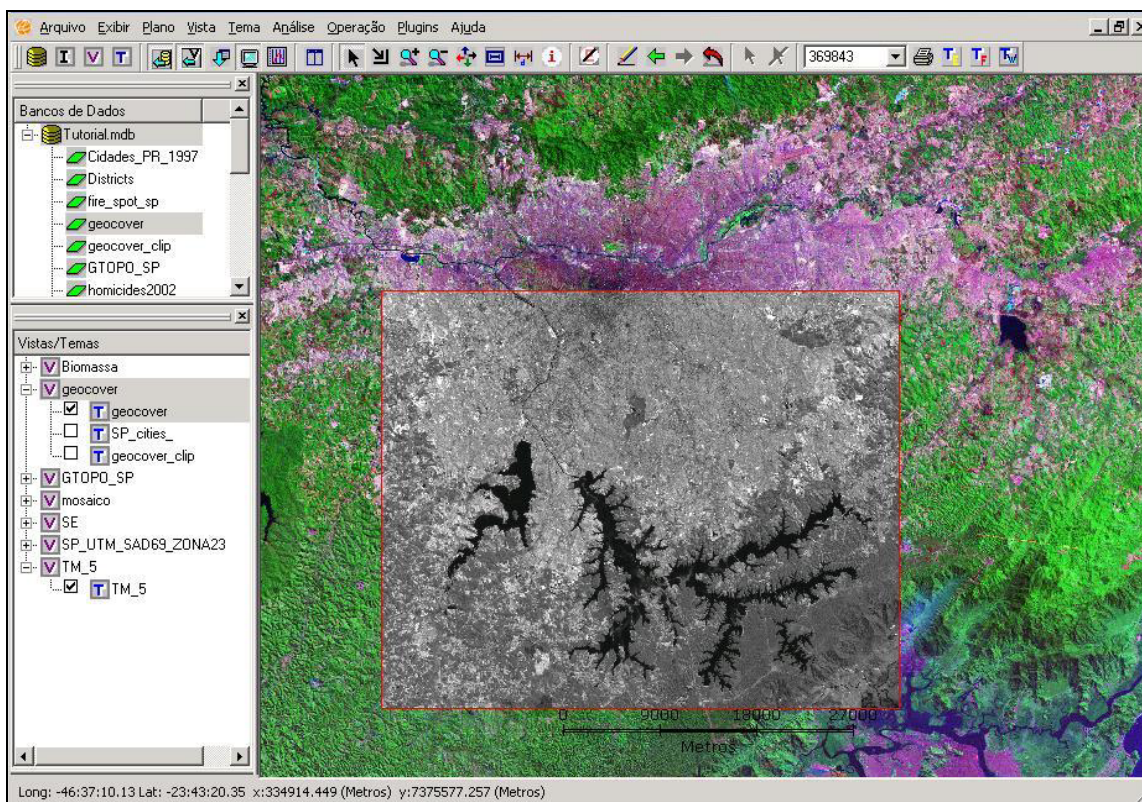 Arquivo Exibir Plano Vista Tema Análise Operação Plugins Ajuda
I V T 369843
Bancos de Dados
Tutorial.mdb
Cidades_PR_1997
Districts
fire_spot_sp
geocover
geocover_clip
GTOPO_SP
homicides2002
Vistas/Temas
V Biomassa
V geocover
T geocover
T SP_cities_
T geocover_clip
V GTOPO_SP
V mosaico
V SE
V SP_UTM_SAD69_ZONA23
V TM_5
T TM_5
0 9000 18000 27000
Metros
Long: -46:37:10.13 Lat: -23:43:20.35 x:334914.449 (Metros) y:7375577.257 (Metros)